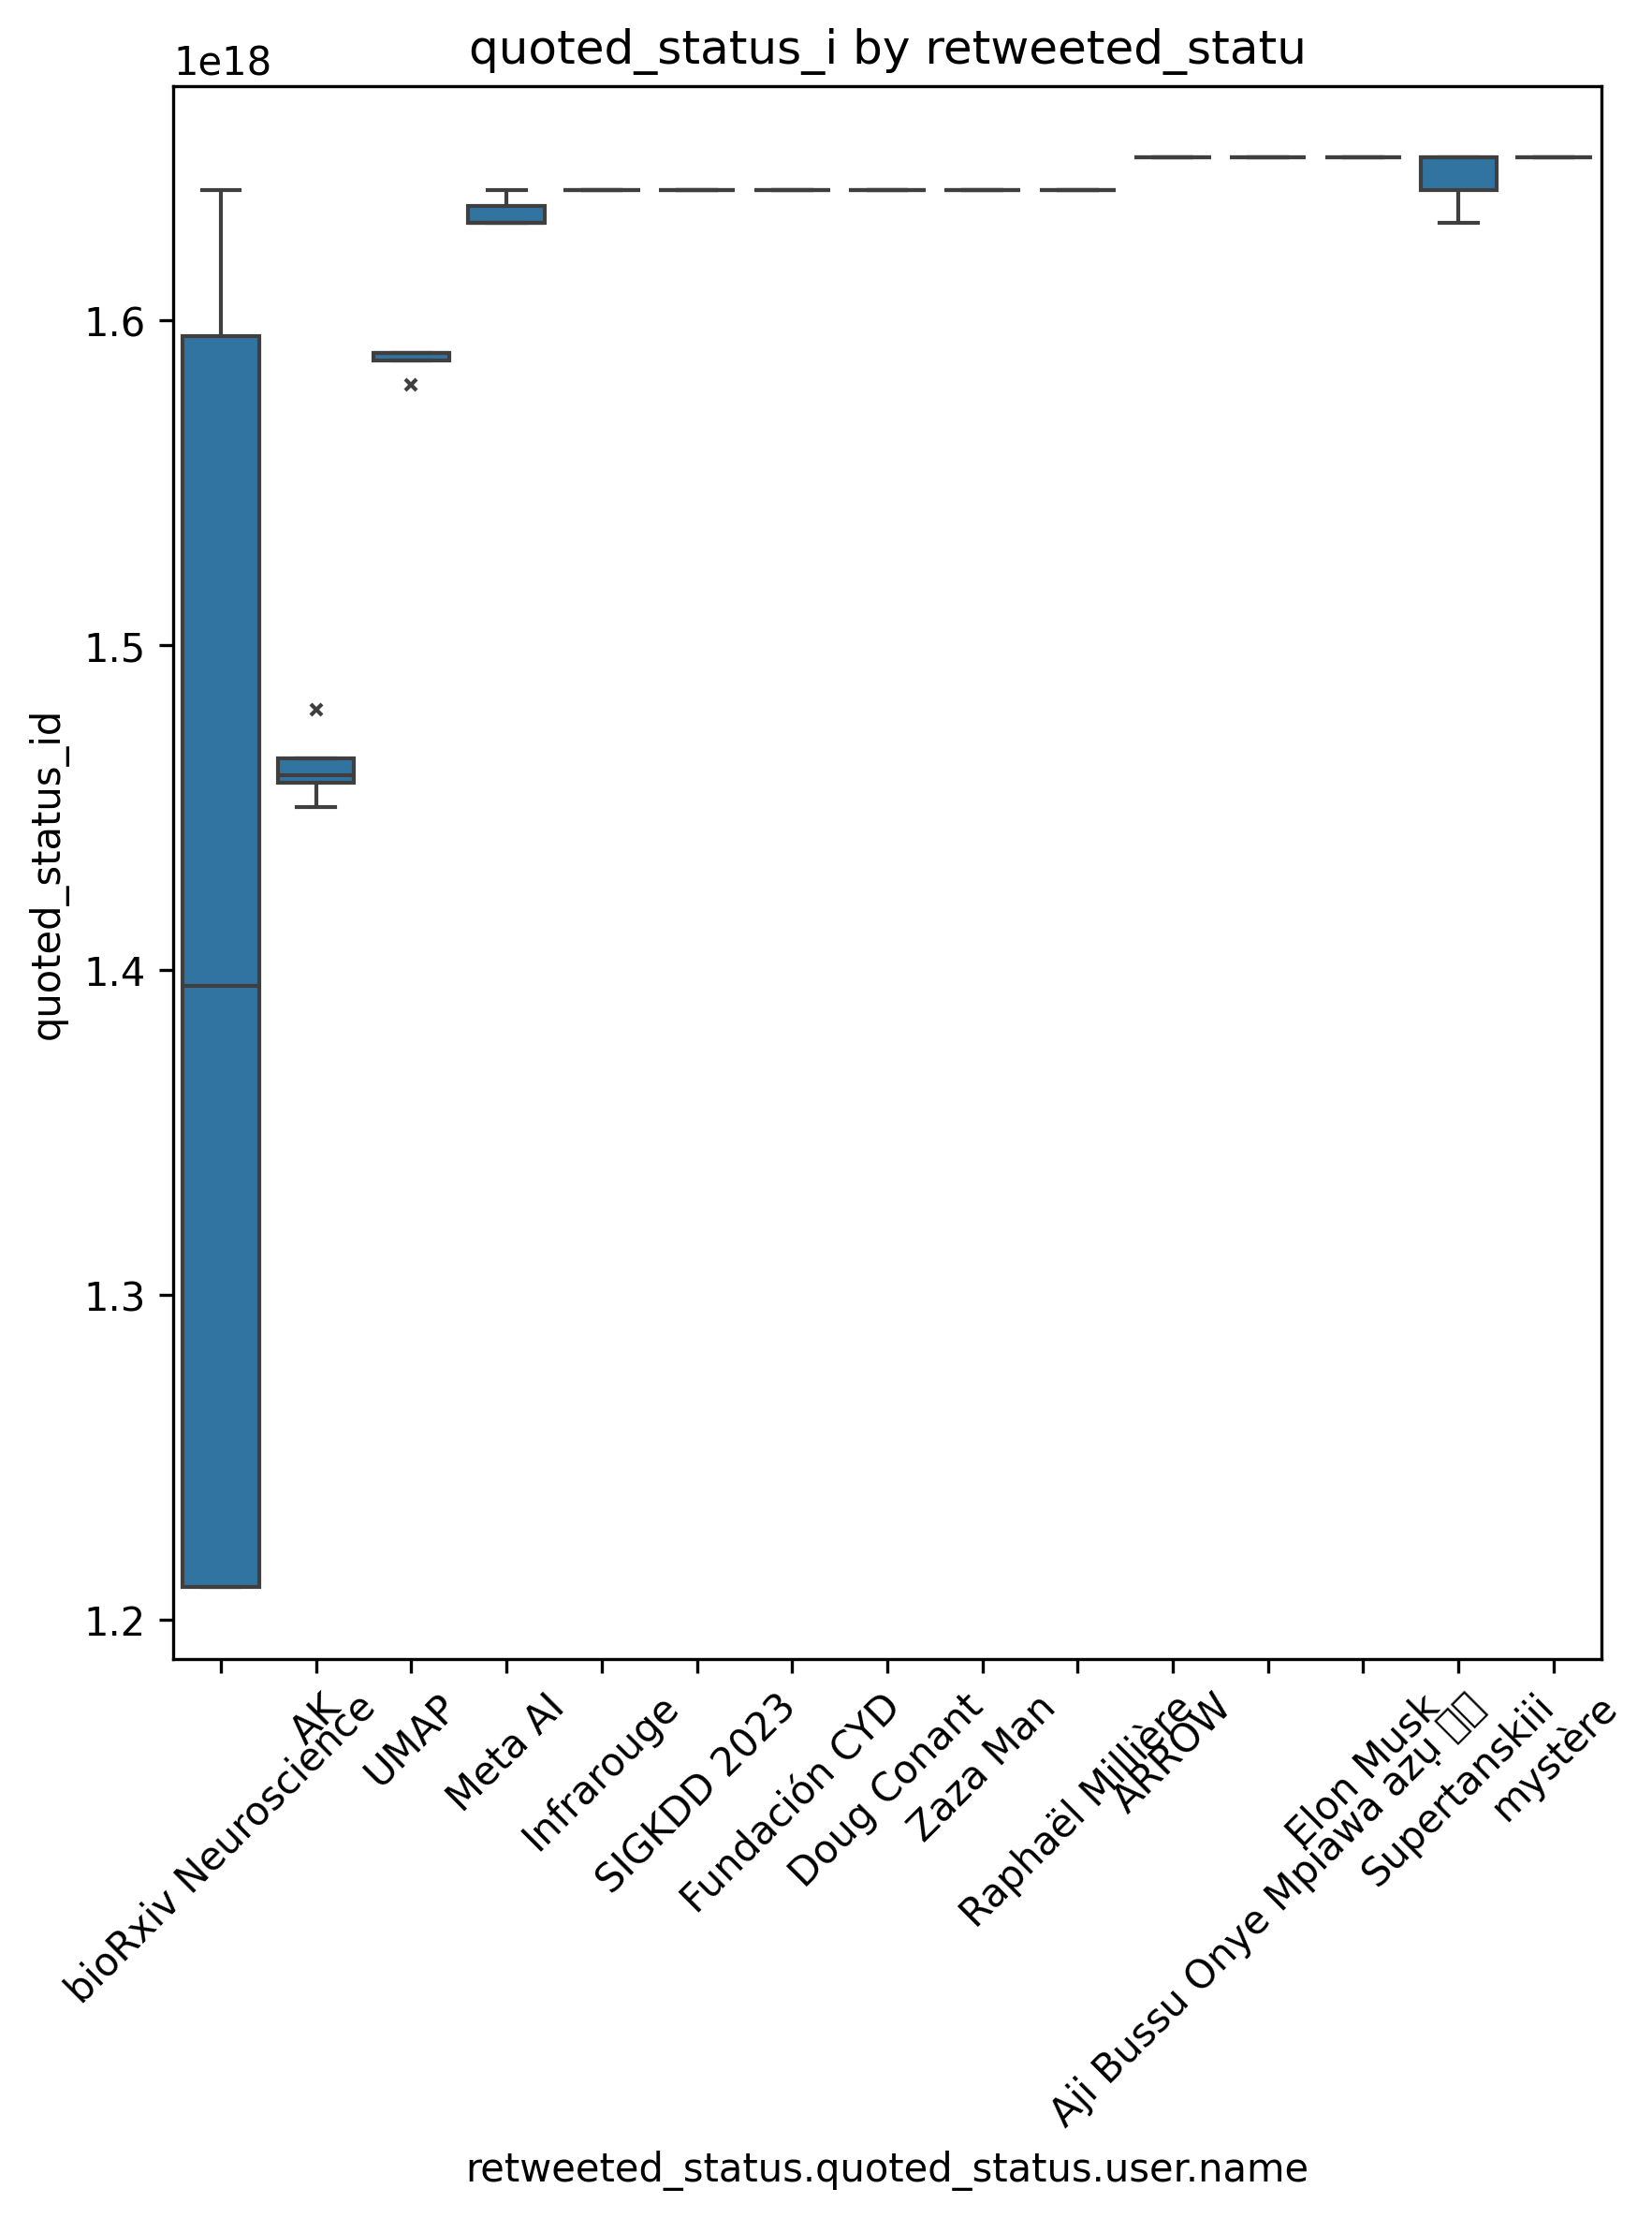 quoted_status_i by retweeted_statu
1e18
1.6
1.5
1.4
1.3
1.2
quoted_status_id
bioRxiv Neuroscience
AK
UMAP
Meta AI
Infrarouge
SIGKDD 2023
Fundación CYD
Doug Conant
Zaza Man
Raphaël Millière
ARROW
Aji Bussu Onye Mpiawa azụ
Elon Musk
Supertanskiii
mystère
retweeted_status.quoted_status.user.name